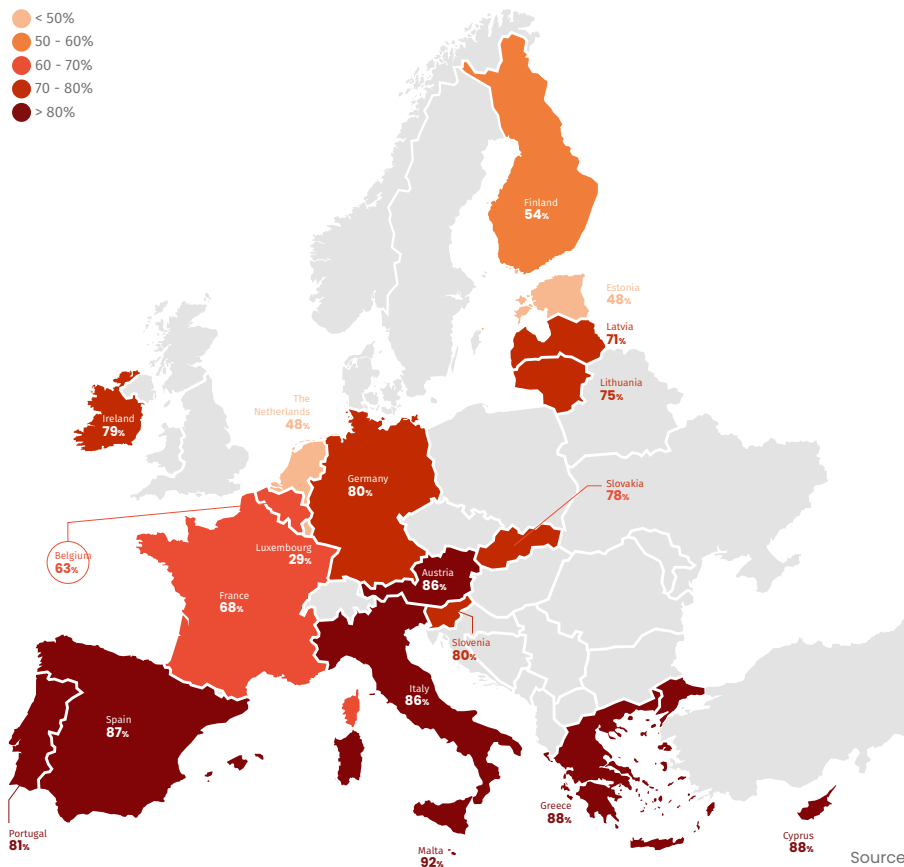 < 50%
50 - 60%
60 - 70%
70 - 80%
> 80%
Finland
54%
Estonia
48%
Latvia
71%
Lithuania
75%
Ireland
79%
The
Netherlands
48%
Germany
80%
Slovakia
78%
Belgium
63%
Luxembourg
29%
Austria
86%
France
68%
Slovenia
80%
Italy
86%
Spain
87%
Portugal
81%
Greece
88%
Malta
92%
Cyprus
88%
Source